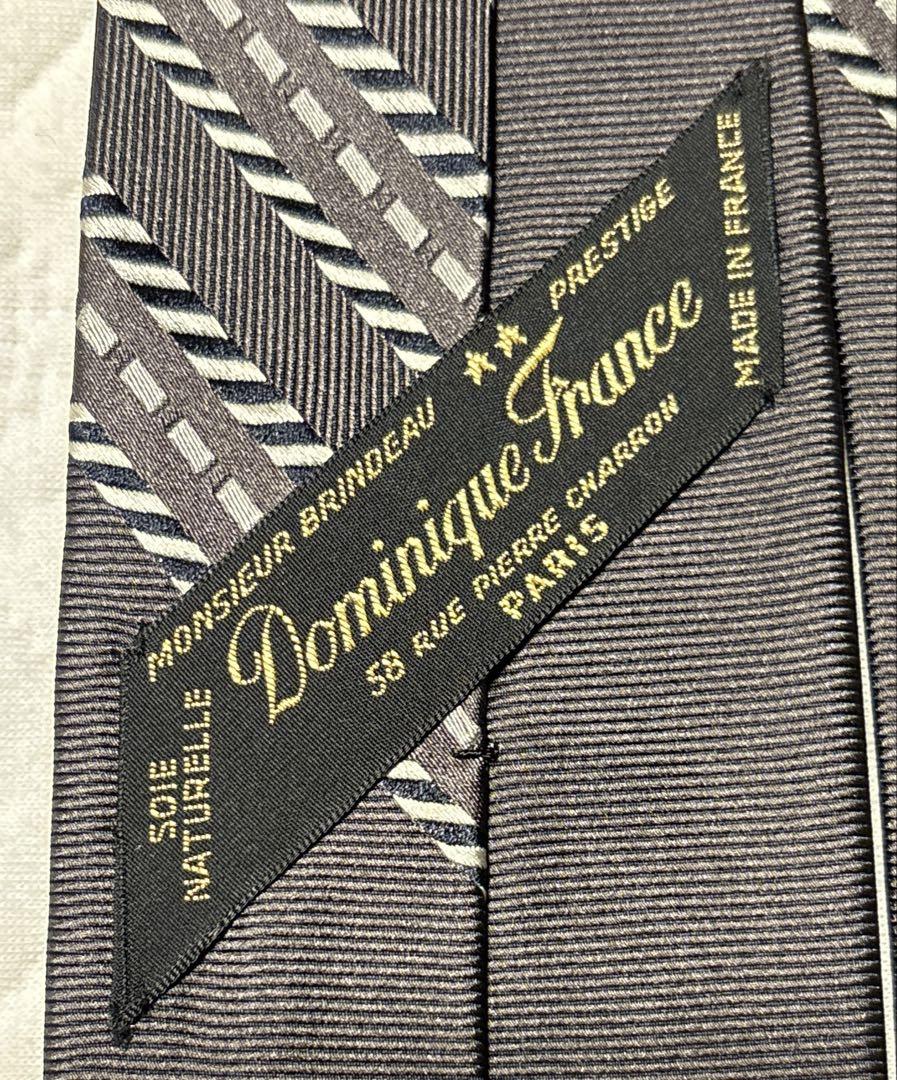 MONSIEUR BRINDEAU ★★ PRESTIGE
Dominique France
58 RUE PIERRE CHARRON
PARIS
SOIE
NATURELLE
MADE IN FRANCE